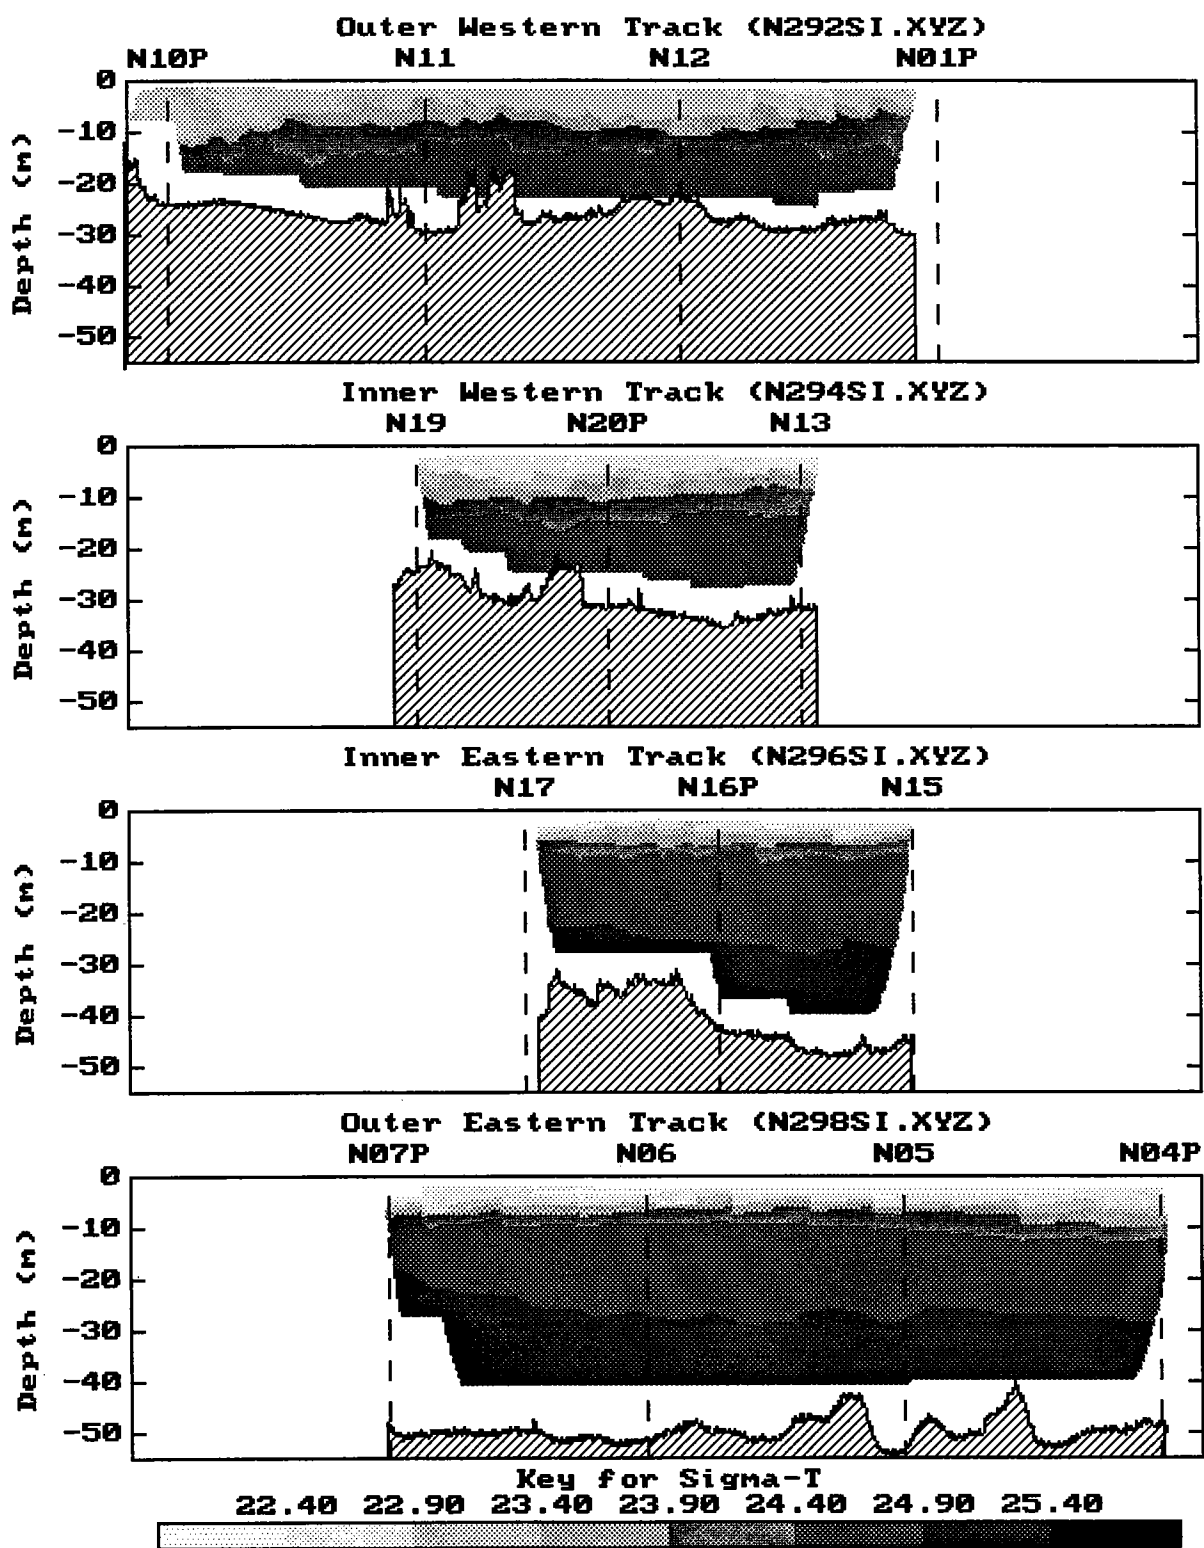 Outer Western Track (N292SI.XYZ)
N10P N11 N12 N01P
0
-10
-20
-30
-40
-50
Depth (m)
Inner Western Track (N294SI.XYZ)
N19 N20P N13
0
-10
-20
-30
-40
-50
Depth (m)
Inner Eastern Track (N296SI.XYZ)
N17 N16P N15
0
-10
-20
-30
-40
-50
Depth (m)
Outer Eastern Track (N298SI.XYZ)
N07P N06 N05 N04P
0
-10
-20
-30
-40
-50
Depth (m)
Key for Sigma-T
22.40 22.90 23.40 23.90 24.40 24.90 25.40